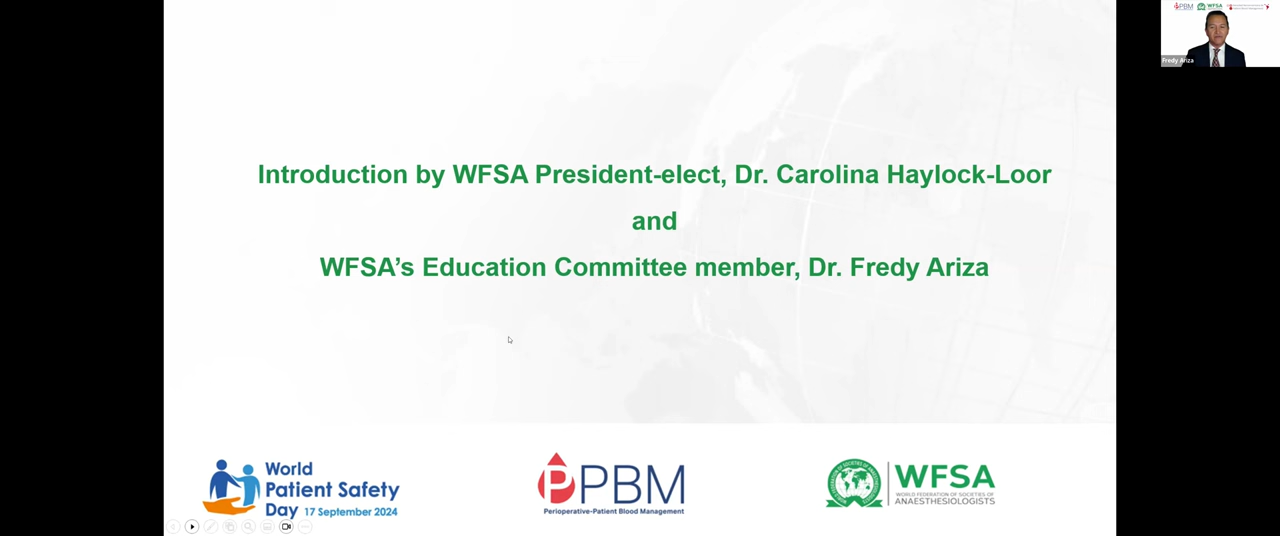 Introduction by WFSA President-elect, Dr. Carolina Haylock-Loor
and
WFSA’s Education Committee member, Dr. Fredy Ariza
World
Patient Safety
Day 17 September 2024
PPBM
Perioperative-Patient Blood Management
WFSA
WORLD FEDERATION OF SOCIETIES OF
ANAESTHESIOLOGISTS
PBM
WFSA
Fredy Ariza